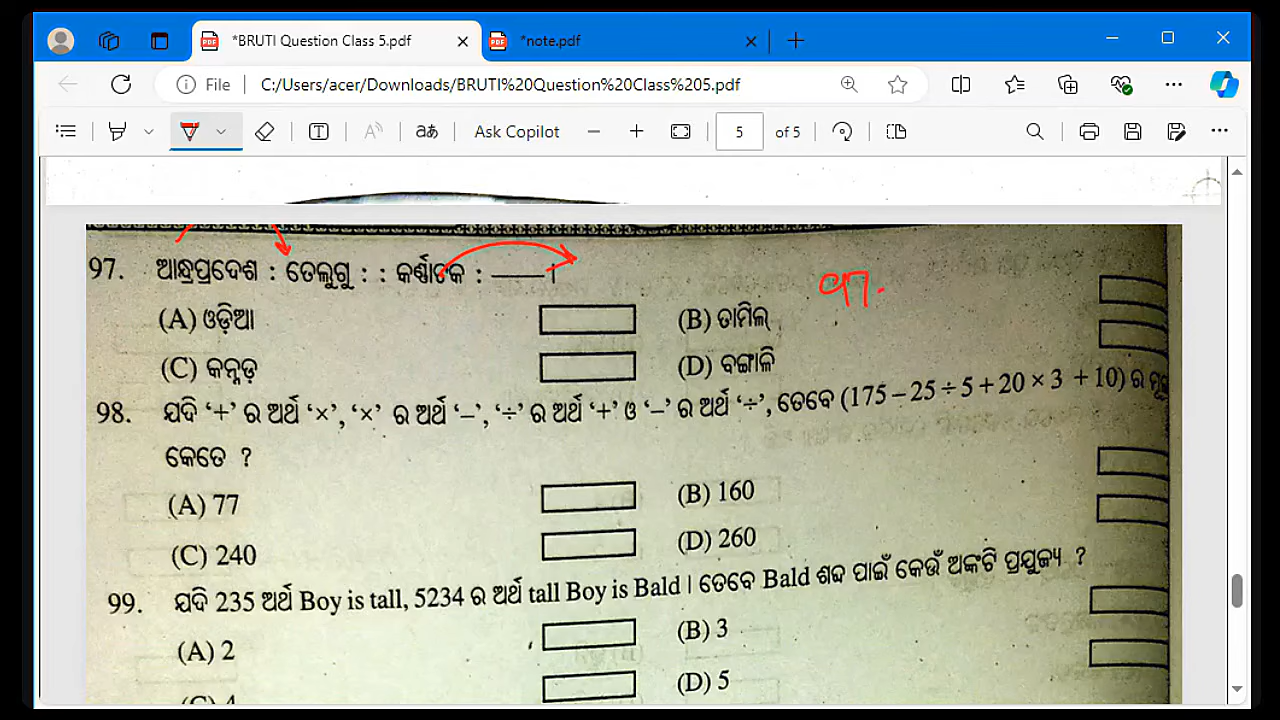 *BRUTI Question Class 5.pdf
*note.pdf
File
C:/Users/acer/Downloads/BRUTI%20Question%20Class%205.pdf
Ask Copilot
5 of 5
97. ଆନ୍ଧ୍ରପ୍ରଦେଶ : ତେଲୁଗୁ : : କର୍ଣ୍ଣାଟକ : ——।
(A) ଓଡ଼ିଆ (B) ତାମିଲ୍
(C) କନ୍ନଡ଼ (D) ବଙ୍ଗାଳି
98. ଯଦି ‘+’ ର ଅର୍ଥ ‘×’, ‘×’ ର ଅର୍ଥ ‘–’, ‘÷’ ର ଅର୍ଥ ‘+’ ଓ ‘–’ ର ଅର୍ଥ ‘÷’, ତେବେ (175 – 25 ÷ 5 + 20 × 3 + 10) ର
କେତେ ?
(A) 77 (B) 160
(C) 240 (D) 260
99. ଯଦି 235 ଅର୍ଥ Boy is tall, 5234 ର ଅର୍ଥ tall Boy is Bald । ତେବେ Bald ଶବ୍ଦ ପାଇଁ କେଉଁ ଅଙ୍କଟି ପ୍ରଯୁଜ୍ୟ ?
(A) 2 (B) 3
(C) 4 (D) 5